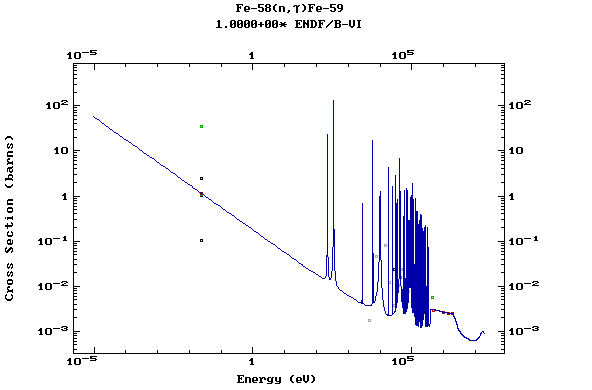 Fe-58(n,γ)Fe-59
1.0000+00* ENDF/B-VI
10⁻⁵ 1 10⁵
10² 10²
10 10
1 1
10⁻¹ 10⁻¹
10⁻² 10⁻²
10⁻³ 10⁻³
10⁻⁵ 1 10⁵
Cross Section (barns)
Energy (eV)